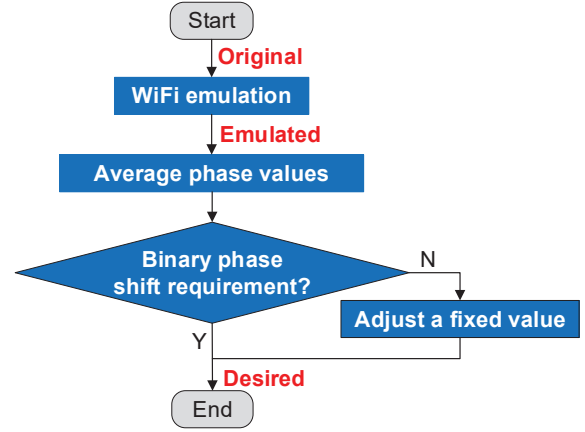 Start
Original
WiFi emulation
Emulated
Average phase values
Binary phase
shift requirement?
N
Adjust a fixed value
Y
Desired
End